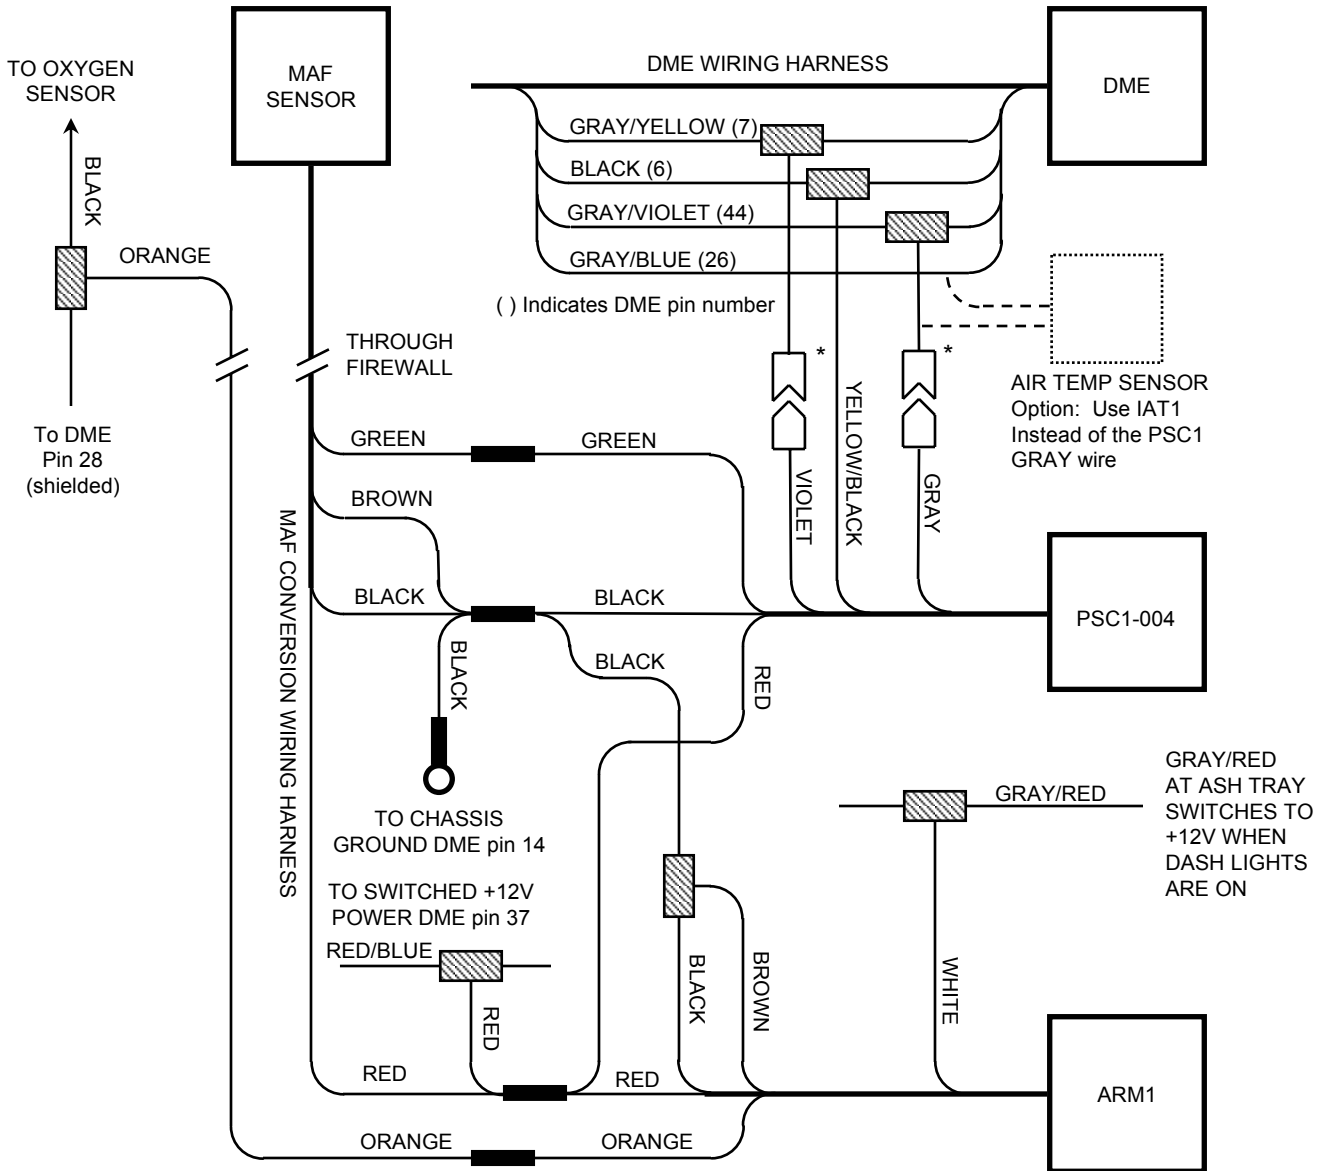 TO OXYGEN
SENSOR
BLACK
ORANGE
To DME
Pin 28
(shielded)
MAF
SENSOR
THROUGH
FIREWALL
DME WIRING HARNESS
DME
GRAY/YELLOW (7)
BLACK (6)
GRAY/VIOLET (44)
GRAY/BLUE (26)
( ) Indicates DME pin number
*
*
AIR TEMP SENSOR
Option: Use IAT1
Instead of the PSC1
GRAY wire
VIOLET
YELLOW/BLACK
GRAY
GREEN
GREEN
BROWN
MAF CONVERSION WIRING HARNESS
BLACK
BLACK
PSC1-004
BLACK
BLACK
RED
TO CHASSIS
GROUND DME pin 14
GRAY/RED
GRAY/RED
AT ASH TRAY
SWITCHES TO
+12V WHEN
DASH LIGHTS
ARE ON
TO SWITCHED +12V
POWER DME pin 37
RED/BLUE
RED
BLACK
BROWN
WHITE
RED
RED
ARM1
ORANGE
ORANGE